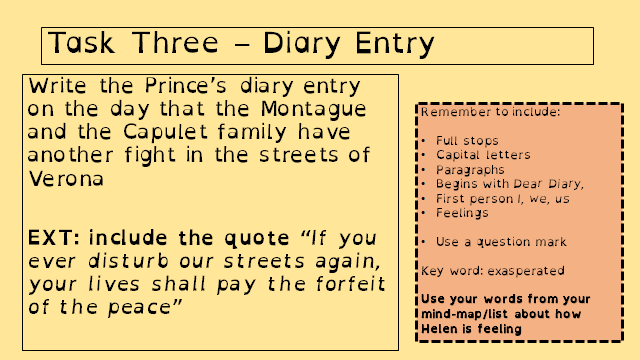 Task Three – Diary Entry
Write the Prince's diary entry
on the day that the Montague
and the Capulet family have
another fight in the streets of
Verona
EXT: include the quote “If you
ever disturb our streets again,
your lives shall pay the forfeit
of the peace”
Remember to include:
• Full stops
• Capital letters
• Paragraphs
• Begins with Dear Diary,
• First person I, we, us
• Feelings
• Use a question mark
Key word: exasperated
Use your words from your
mind-map/list about how
Helen is feeling